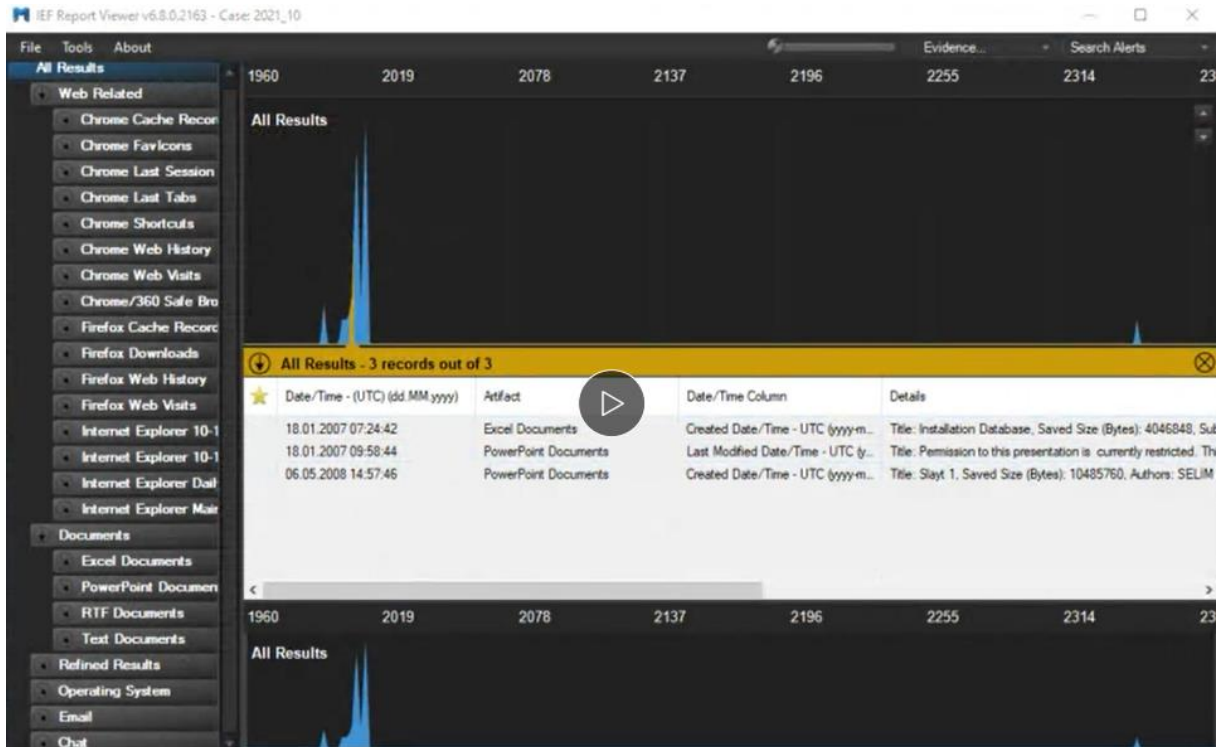 IEF Report Viewer v6.8.0.2163 - Case: 2021_10
File Tools About Evidence... Search Alerts
All Results
Web Related
Chrome Cache Recor
Chrome FavIcons
Chrome Last Session
Chrome Last Tabs
Chrome Shortcuts
Chrome Web History
Chrome Web Visits
Chrome/360 Safe Bro
Firefox Cache Record
Firefox Downloads
Firefox Web History
Firefox Web Visits
Internet Explorer 10-1
Internet Explorer 10-1
Internet Explorer Dail
Internet Explorer Main
Documents
Excel Documents
PowerPoint Documen
RTF Documents
Text Documents
Refined Results
Operating System
Email
Chat
1960 2019 2078 2137 2196 2255 2314 23
All Results
All Results - 3 records out of 3
Date/Time - (UTC) (dd.MM.yyyy) Artifact Date/Time Column Details
18.01.2007 07:24:42 Excel Documents Created Date/Time - UTC (yyyy-m... Title: Installation Database, Saved Size (Bytes): 4046848, Sub
18.01.2007 09:58:44 PowerPoint Documents Last Modified Date/Time - UTC (y... Title: Permission to this presentation is currently restricted. Th
06.05.2008 14:57:46 PowerPoint Documents Created Date/Time - UTC (yyyy-m... Title: Slayt 1, Saved Size (Bytes): 10485760, Authors: SELIM
1960 2019 2078 2137 2196 2255 2314 23
All Results